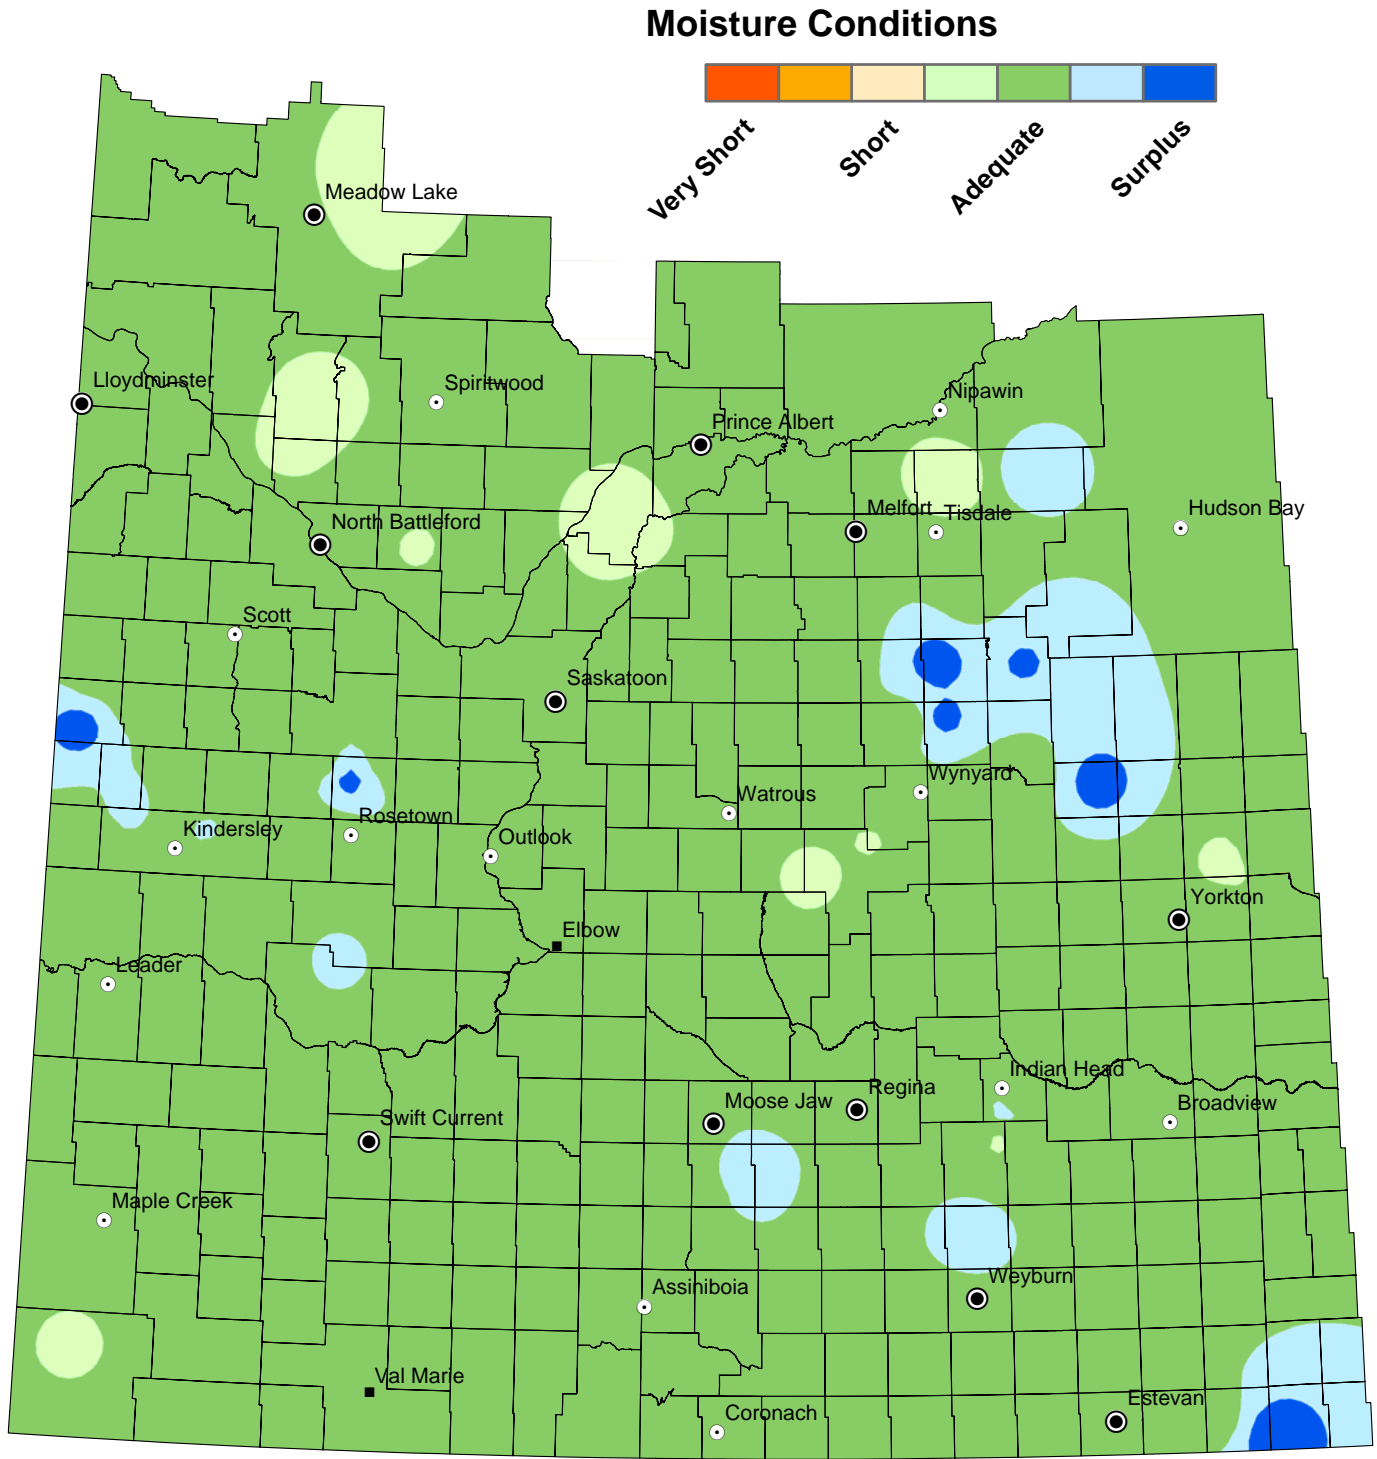 Moisture Conditions
Very Short
Short
Adequate
Surplus
Meadow Lake
Lloydminster
Spiritwood
Nipawin
Prince Albert
Melfort
Tisdale
Hudson Bay
North Battleford
Scott
Saskatoon
Wynyard
Watrous
Rosetown
Kindersley
Outlook
Yorkton
Elbow
Leader
Indian Head
Regina
Moose Jaw
Broadview
Swift Current
Maple Creek
Weyburn
Assiniboia
Val Marie
Estevan
Coronach